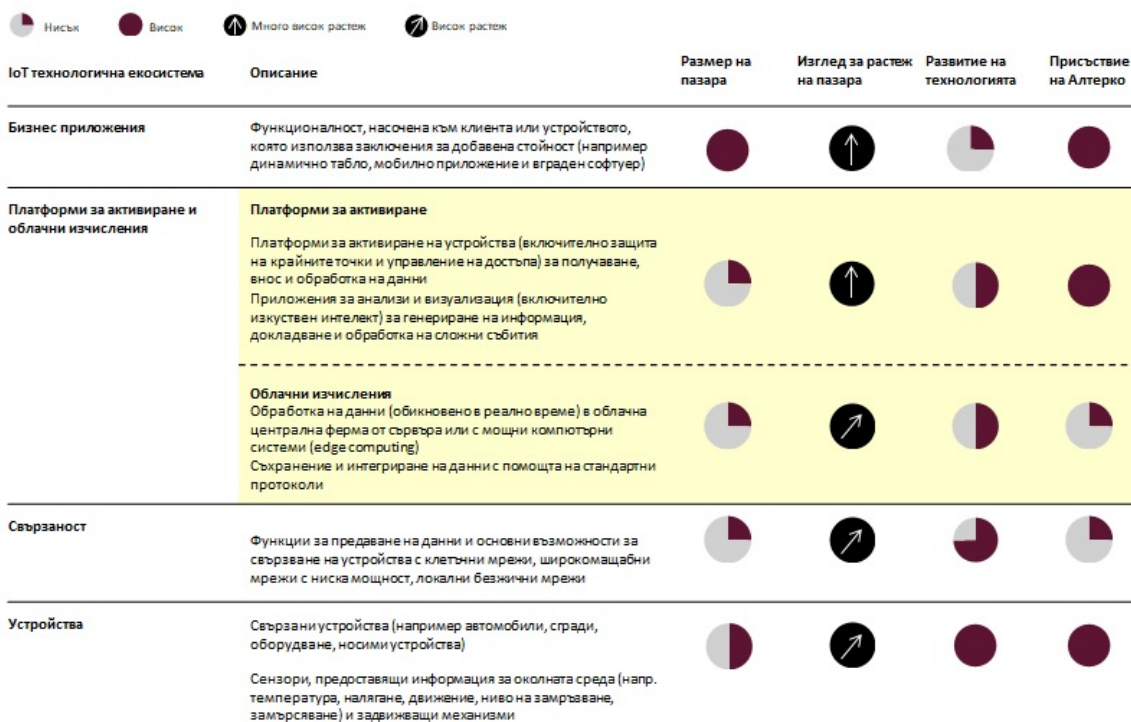 Нисък Висок Много висок растеж Висок растеж
IoT технологична екосистема Описание Размер на пазара Изглед за растеж на пазара Развитие на технологията Присъствие на Алтерко
Бизнес приложения
Функционалност, насочена към клиента или устройството,
която използва заключения за добавена стойност (например
динамично табло, мобилно приложение и вграден софтуер)
Платформи за активиране и
облачни изчисления
Платформи за активиране
Платформи за активиране на устройства (включително защита
на крайните точки и управление на достъпа) за получаване,
внос и обработка на данни
Приложения за анализи и визуализация (включително
изкуствен интелект) за генериране на информация,
докладване и обработка на сложни събития
Облачни изчисления
Обработка на данни (обикновено в реално време) в облачна
централна ферма от сървъра или с мощни компютърни
системи (edge computing)
Съхранение и интегриране на данни с помощта на стандартни
протоколи
Свързаност
Функции за предаване на данни и основни възможности за
свързване на устройства с клетъчни мрежи, широкомащабни
мрежи с ниска мощност, локални безжични мрежи
Устройства
Свързани устройства (например автомобили, сгради,
оборудване, носими устройства)
Сензори, предоставящи информация за околната среда (напр.
температура, налягане, движение, ниво на замръзване,
замърсяване) и задвижващи механизми